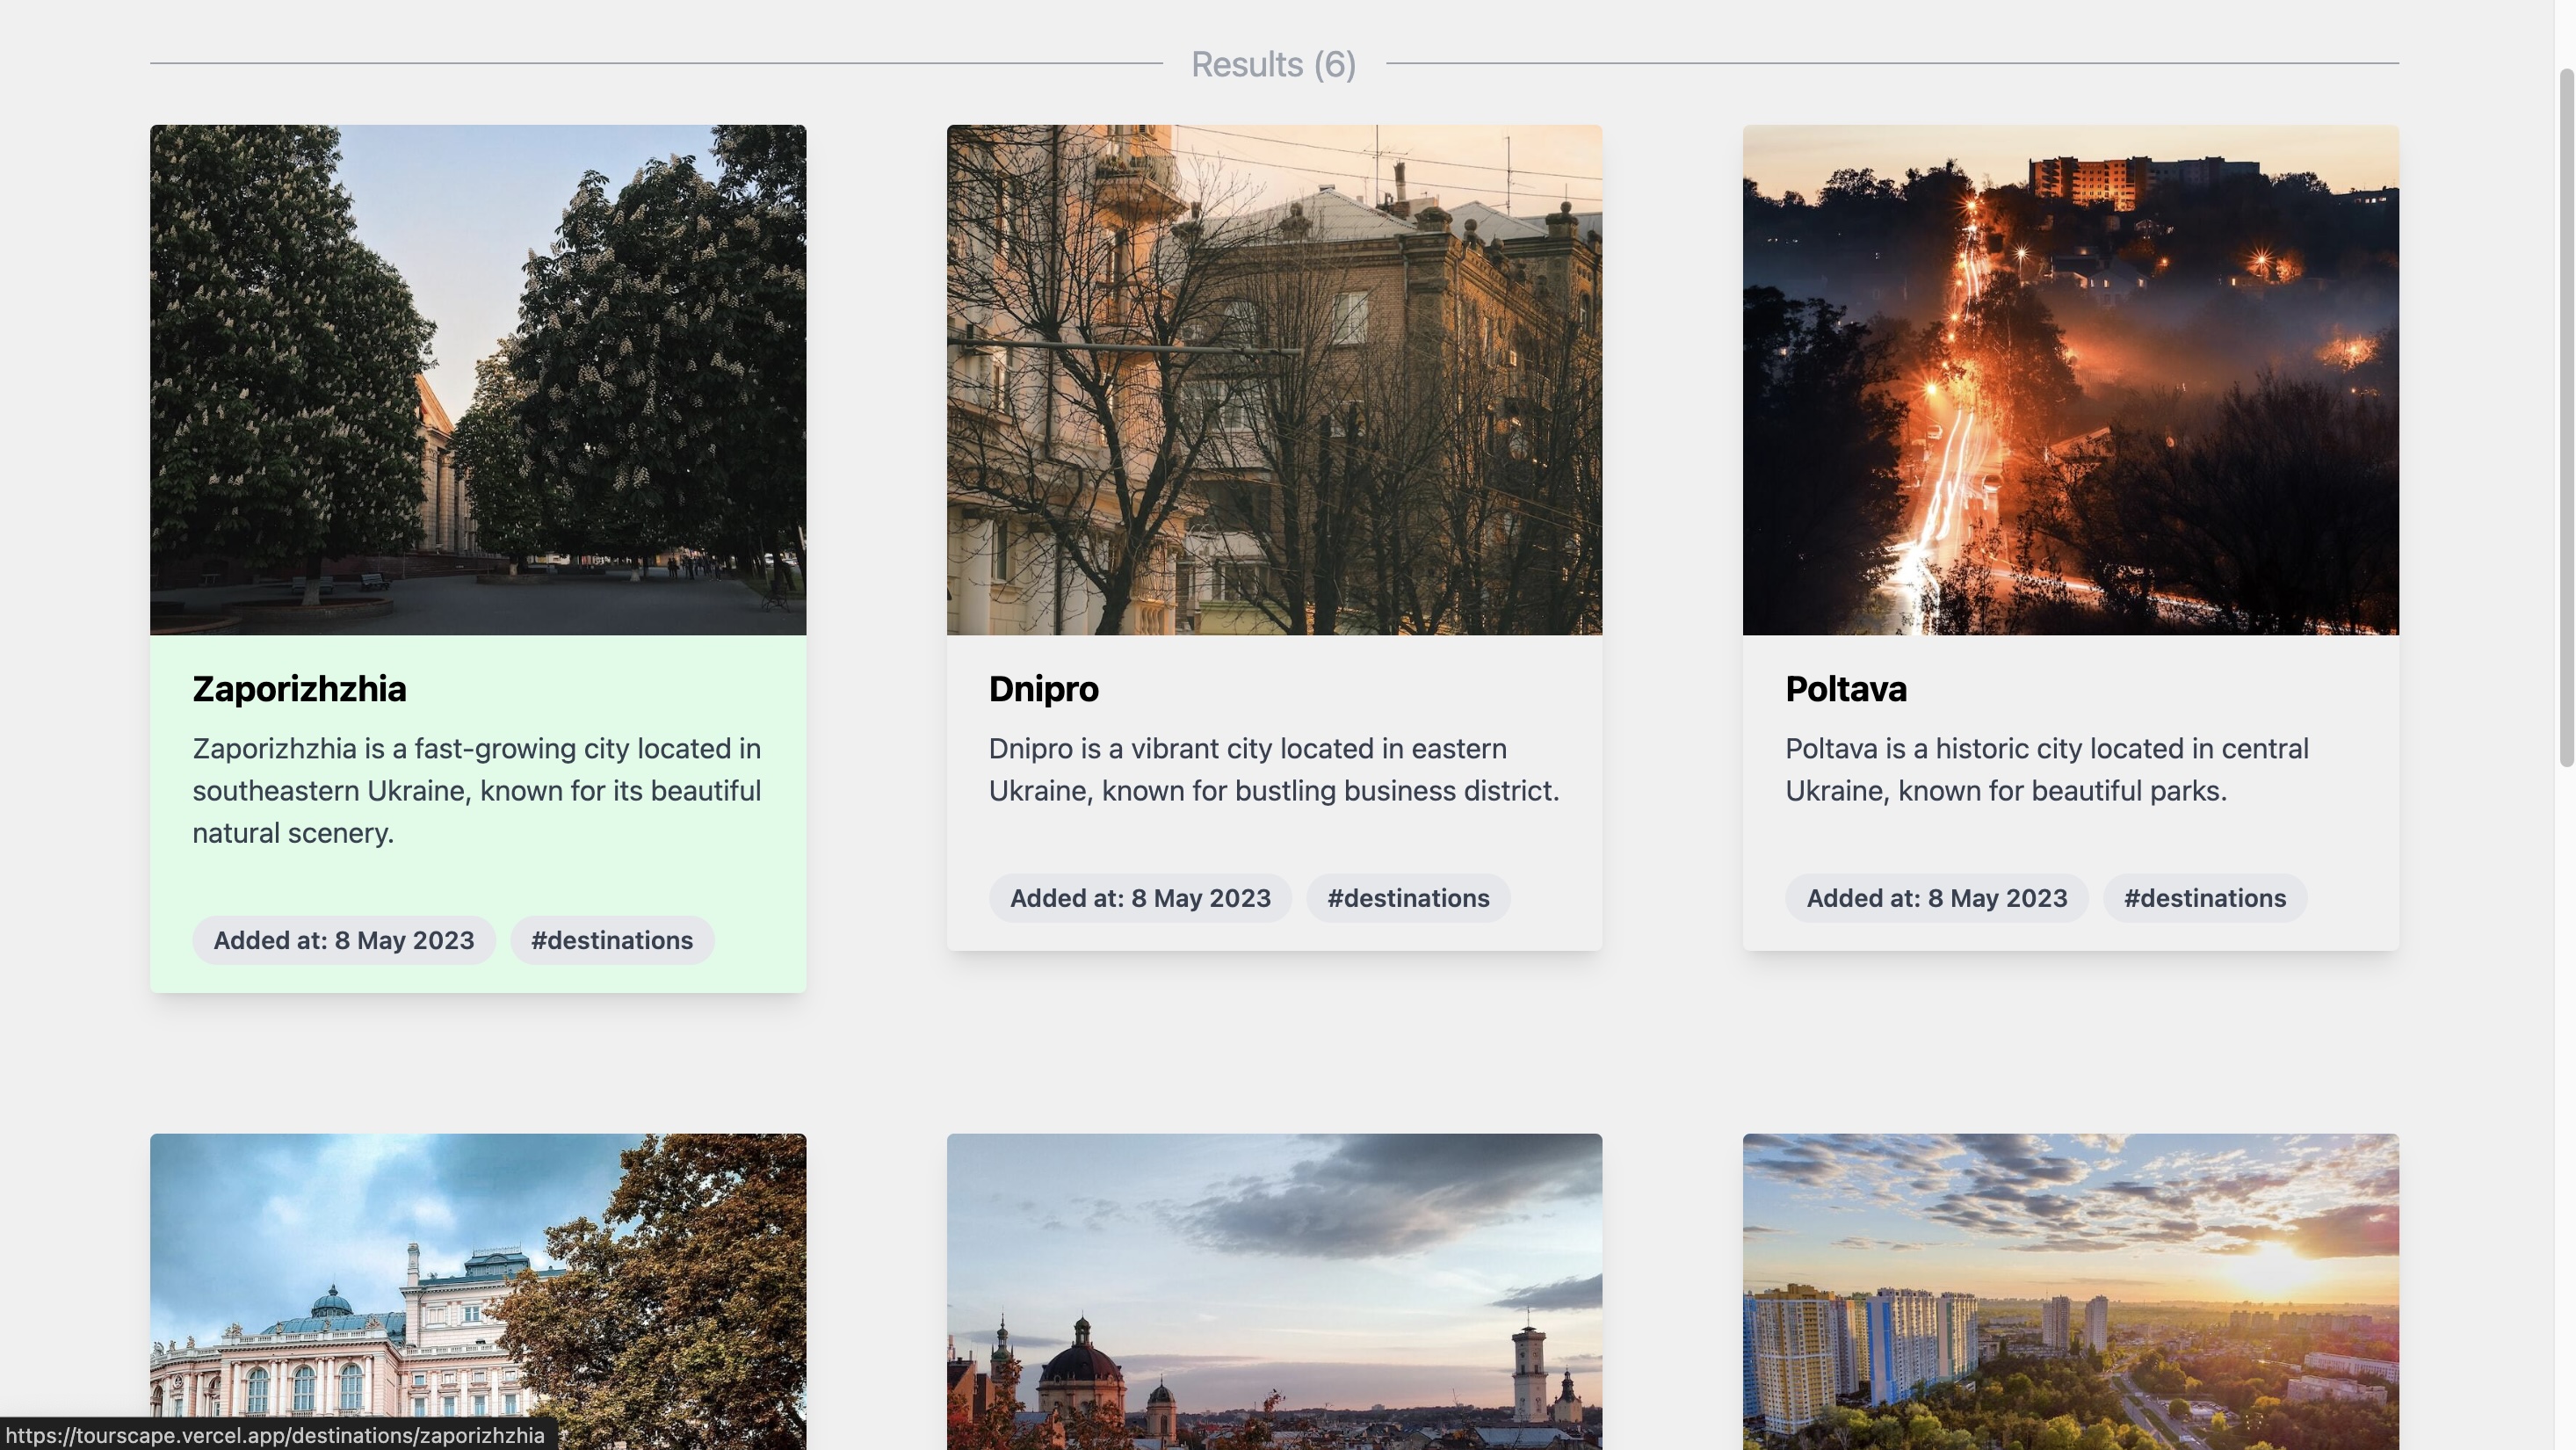 Results (6)
Zaporizhzhia
Zaporizhzhia is a fast-growing city located in
southeastern Ukraine, known for its beautiful
natural scenery.
Added at: 8 May 2023
#destinations
Dnipro
Dnipro is a vibrant city located in eastern
Ukraine, known for bustling business district.
Added at: 8 May 2023
#destinations
Poltava
Poltava is a historic city located in central
Ukraine, known for beautiful parks.
Added at: 8 May 2023
#destinations
https://tourscape.vercel.app/destinations/zaporizhzhia